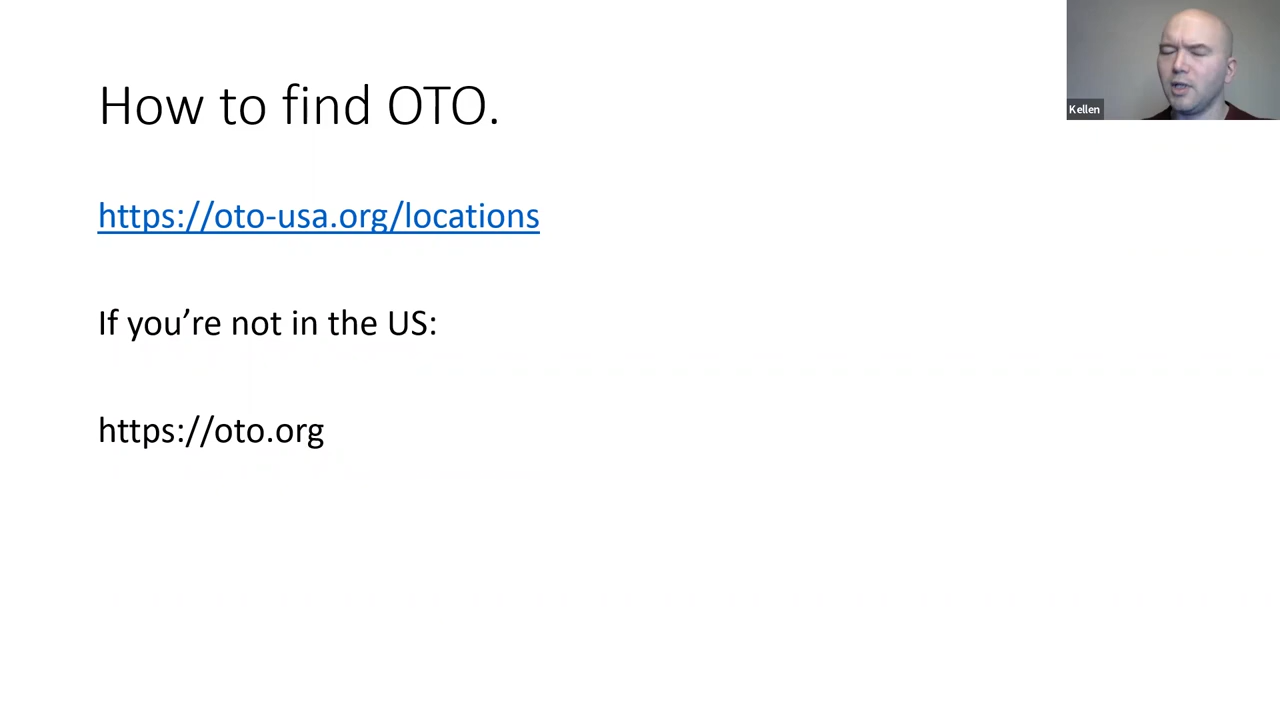 How to find OTO.
https://oto-usa.org/locations
If you’re not in the US:
https://oto.org
Kellen